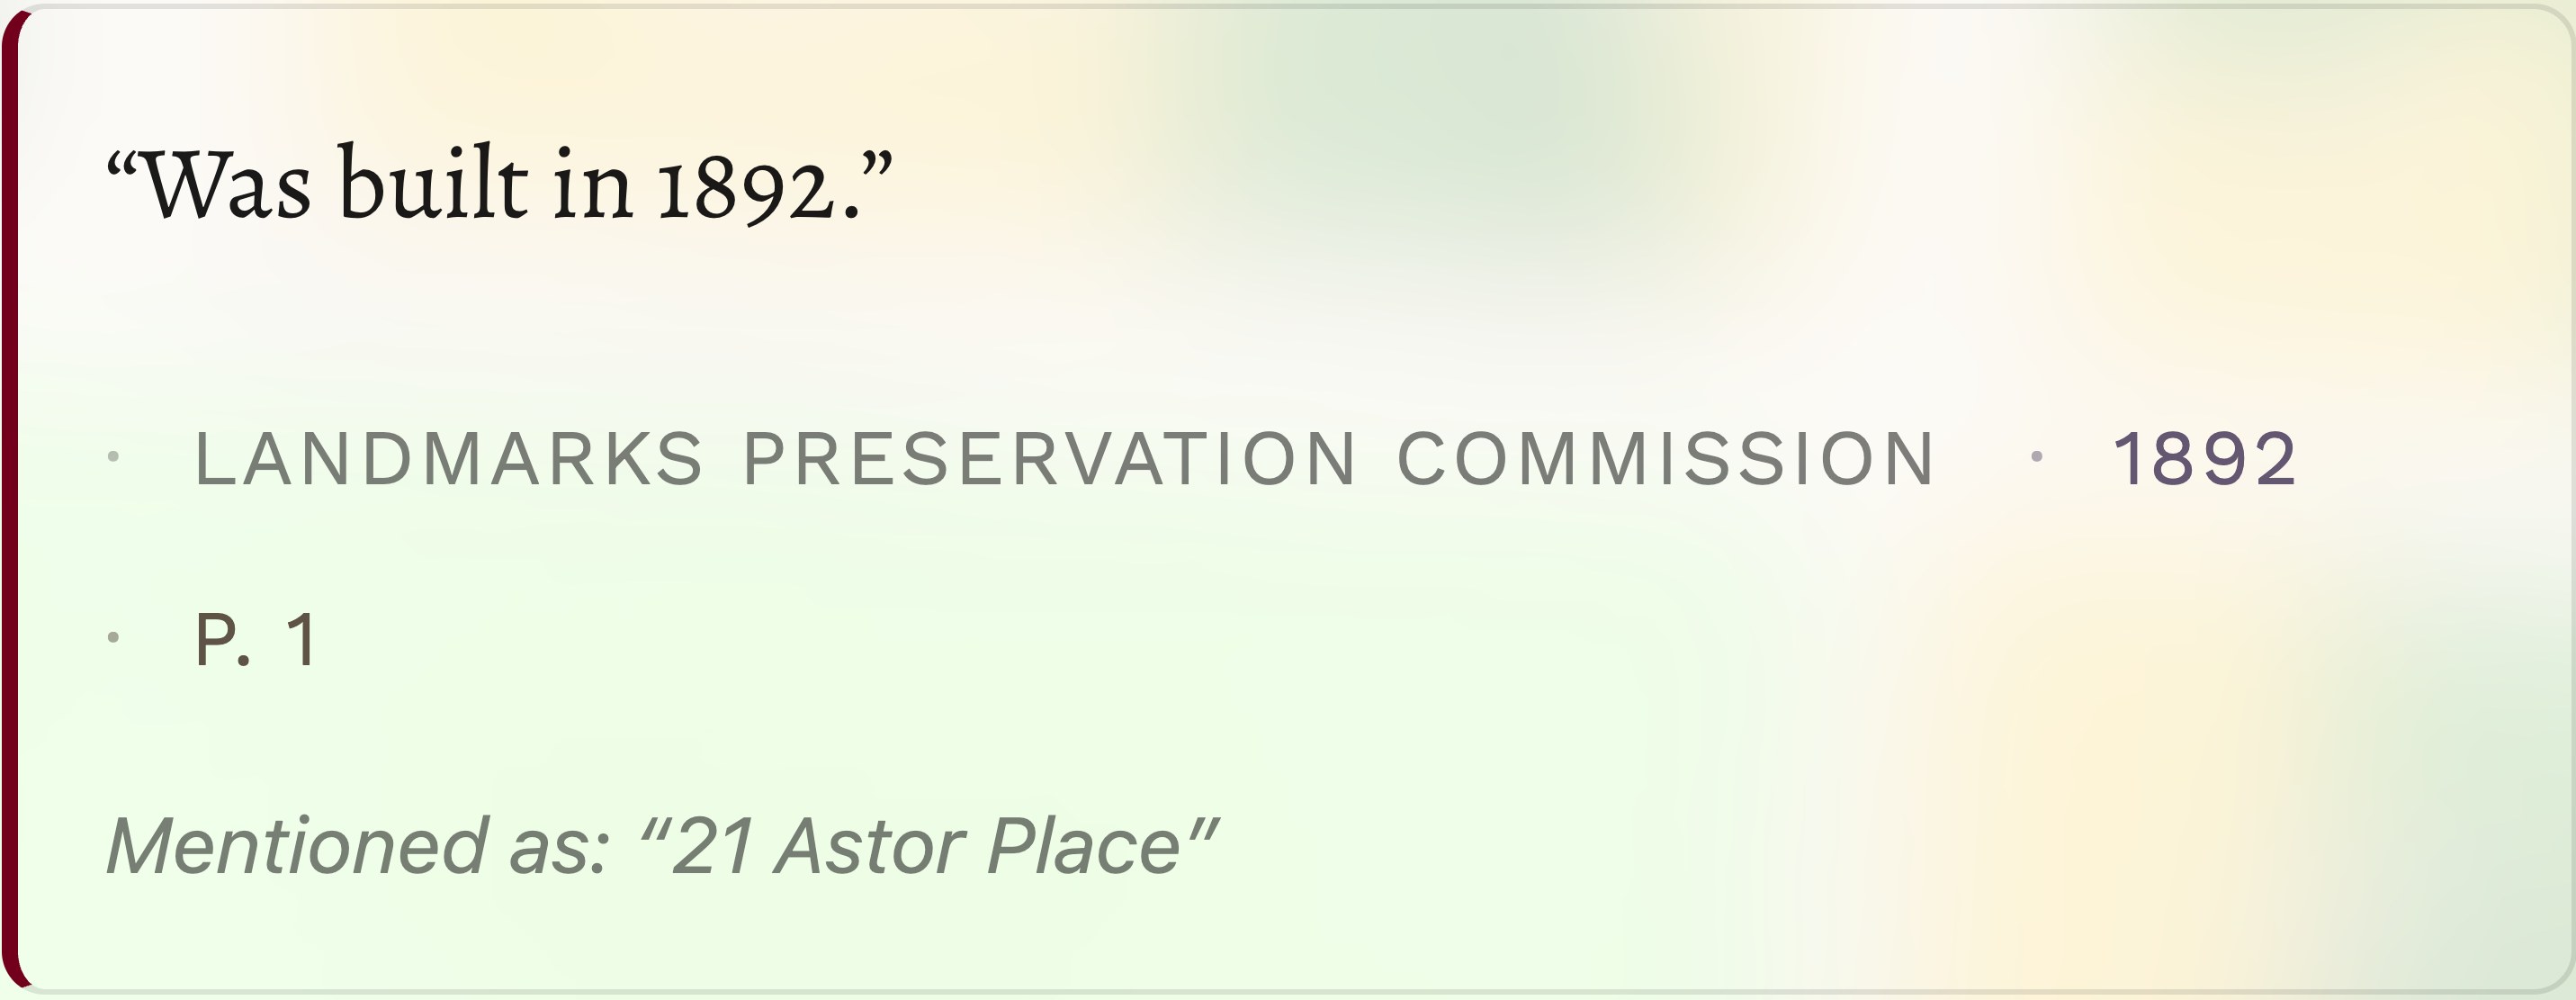 “Was built in 1892.”
· LANDMARKS PRESERVATION COMMISSION · 1892
· P. 1
Mentioned as: “21 Astor Place”